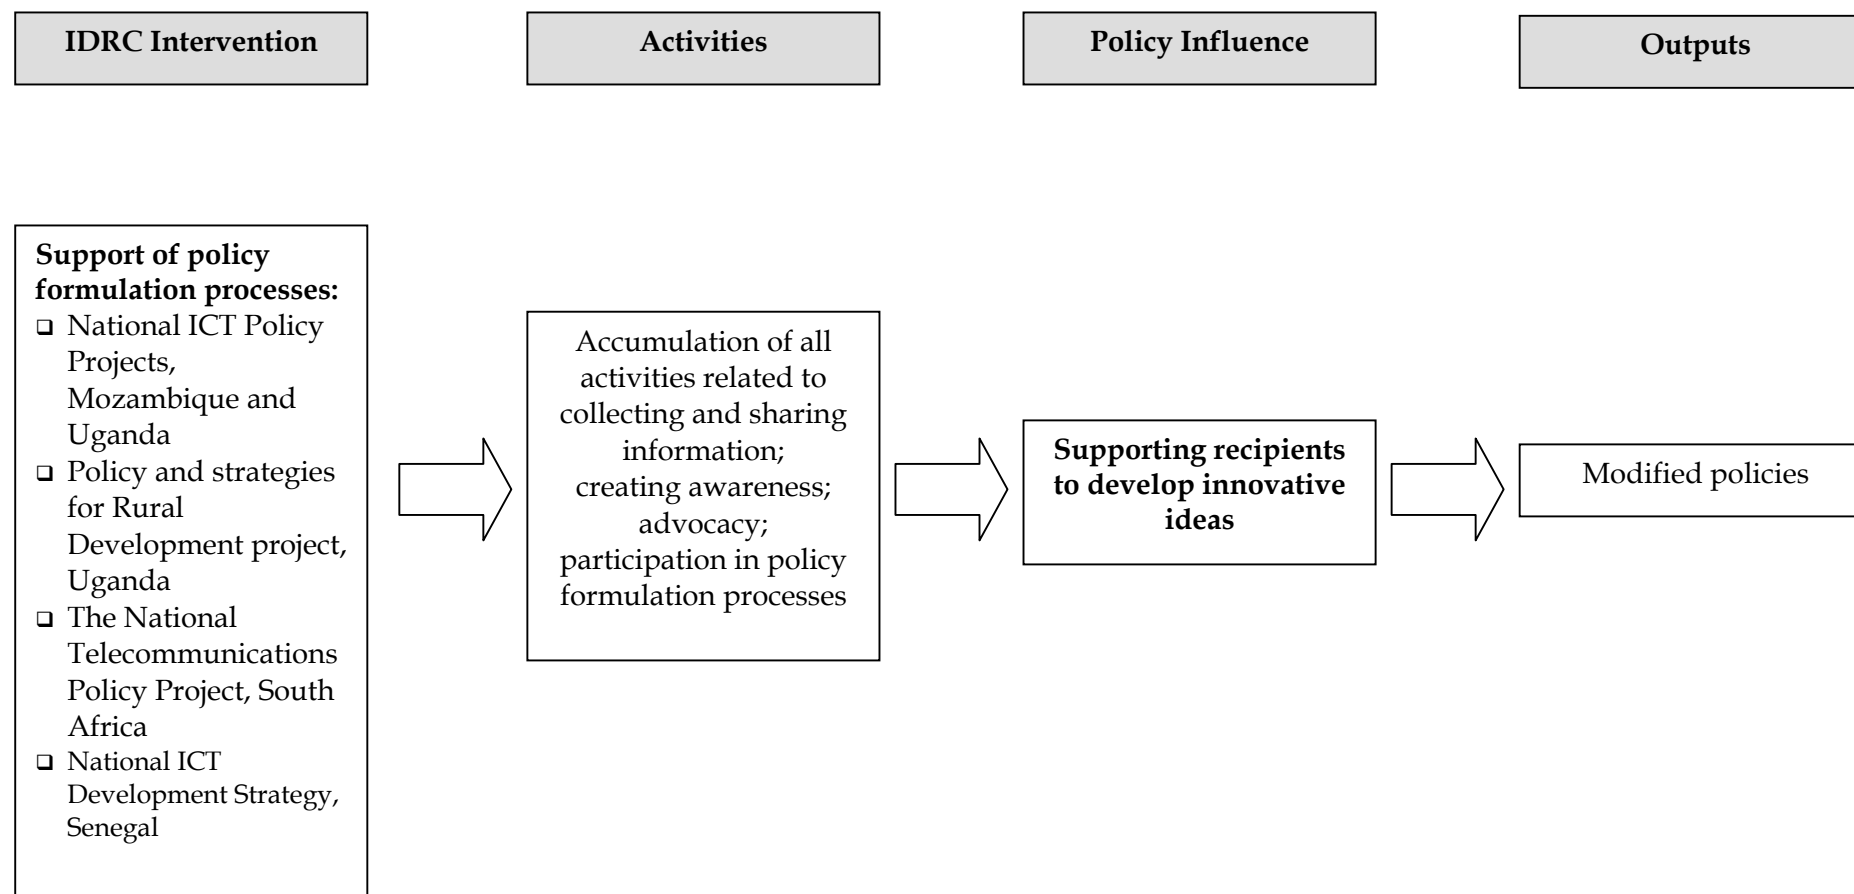 IDRC Intervention
Activities
Policy Influence
Outputs
Support of policy
formulation processes:
❑ National ICT Policy
Projects,
Mozambique and
Uganda
❑ Policy and strategies
for Rural
Development project,
Uganda
❑ The National
Telecommunications
Policy Project, South
Africa
❑ National ICT
Development Strategy,
Senegal
Accumulation of all
activities related to
collecting and sharing
information;
creating awareness;
advocacy;
participation in policy
formulation processes
Supporting recipients
to develop innovative
ideas
Modified policies